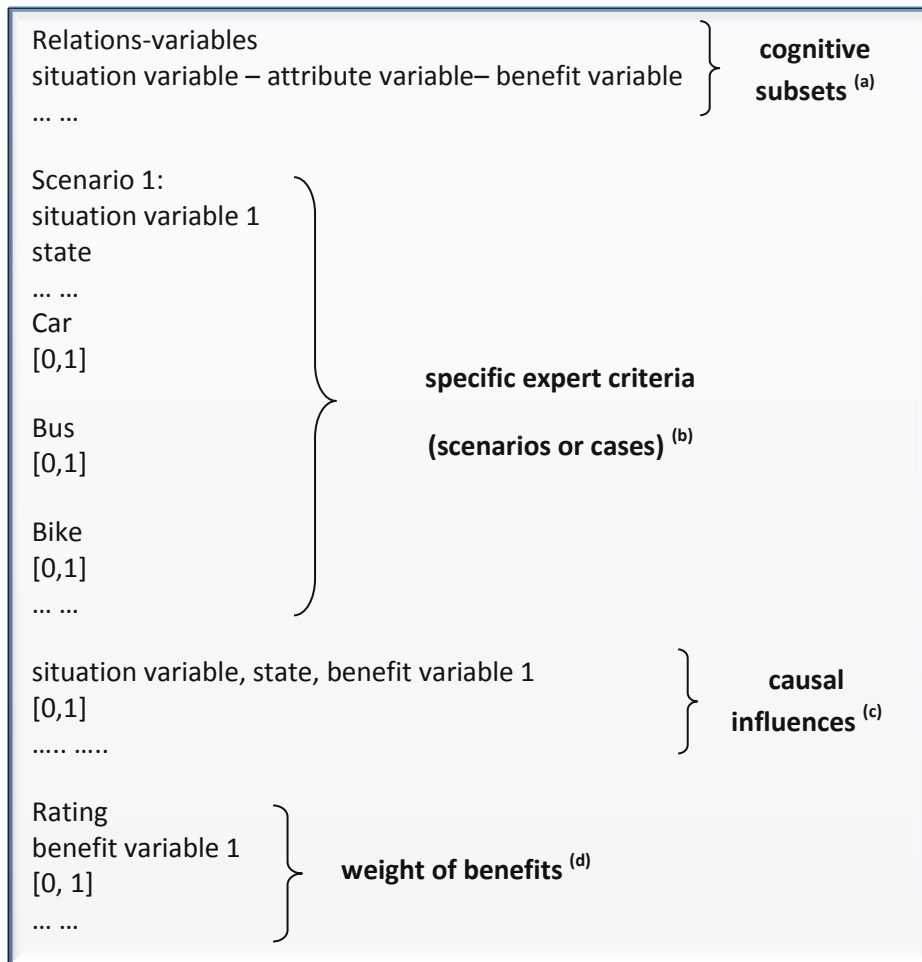 Relations-variables
situation variable – attribute variable– benefit variable
... ...
cognitive
subsets (a)
Scenario 1:
situation variable 1
state
... ...
Car
[0,1]
Bus
[0,1]
Bike
[0,1]
... ...
specific expert criteria
(scenarios or cases) (b)
situation variable, state, benefit variable 1
[0,1]
..... .....
causal
influences (c)
Rating
benefit variable 1
[0, 1]
... ...
weight of benefits (d)